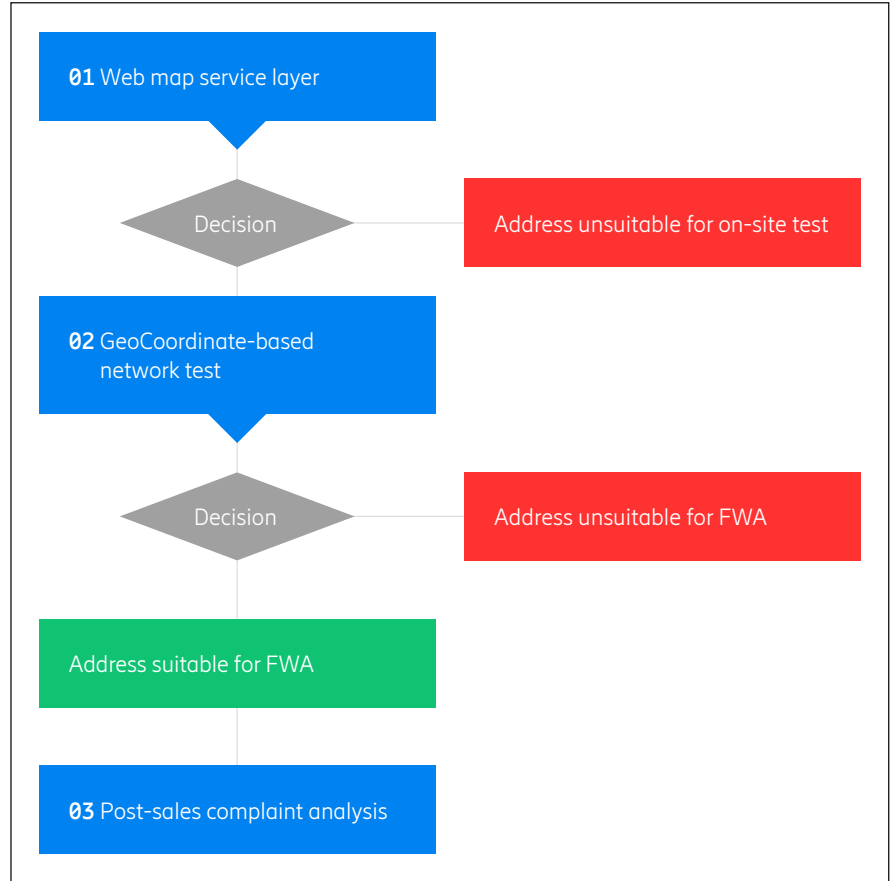 01 Web map service layer
Decision
Address unsuitable for on-site test
02 GeoCoordinate-based
network test
Decision
Address unsuitable for FWA
Address suitable for FWA
03 Post-sales complaint analysis